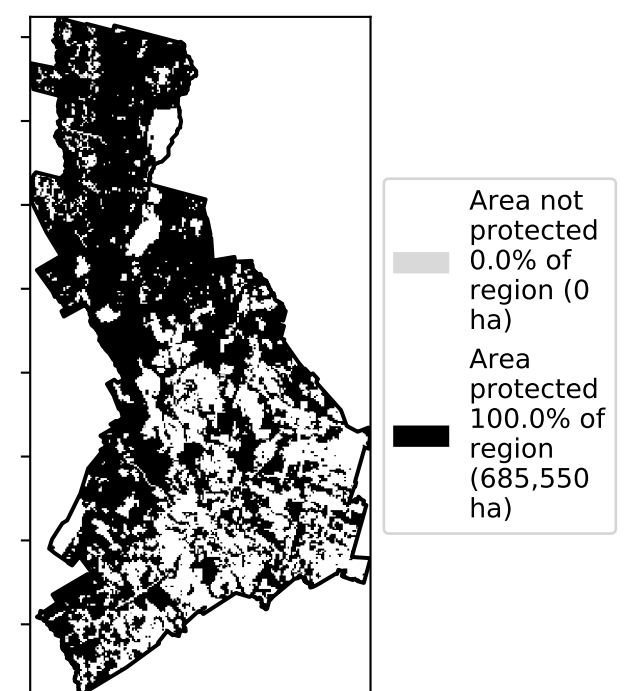 Area not
protected
0.0% of
region (0
ha)
Area
protected
100.0% of
region
(685,550
ha)